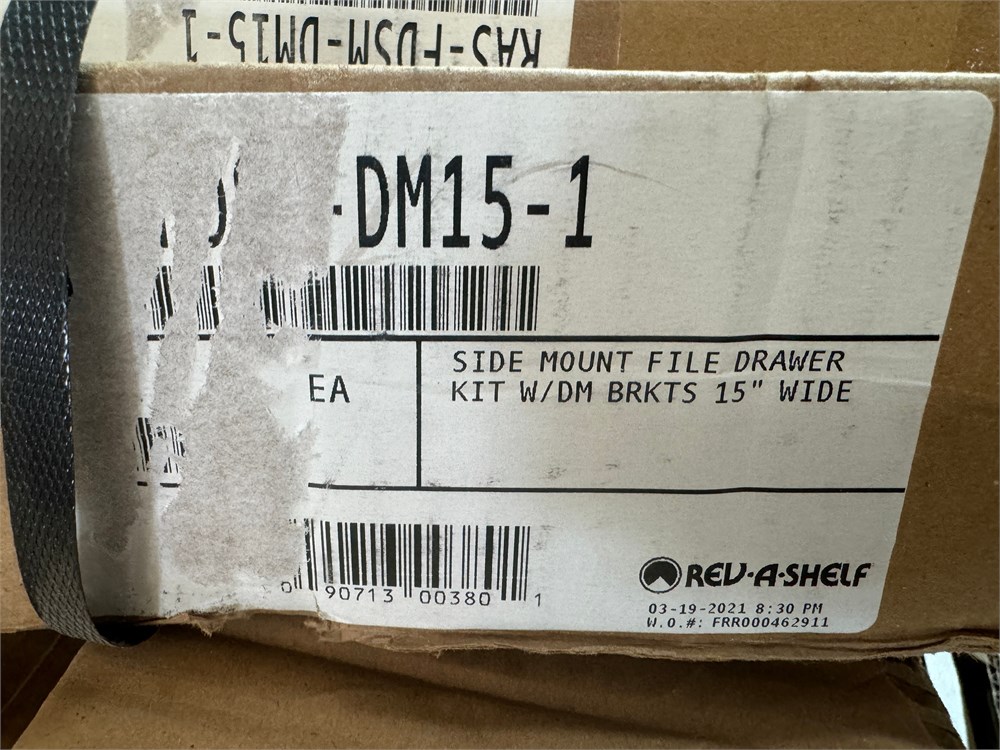 RAS-FDSM-DM15-1
-DM15-1
EA
SIDE MOUNT FILE DRAWER
KIT W/DM BRKTS 15" WIDE
0 90713 00380 1
REV-A-SHELF
03-19-2021 8:30 PM
W.O.#: FRR000462911